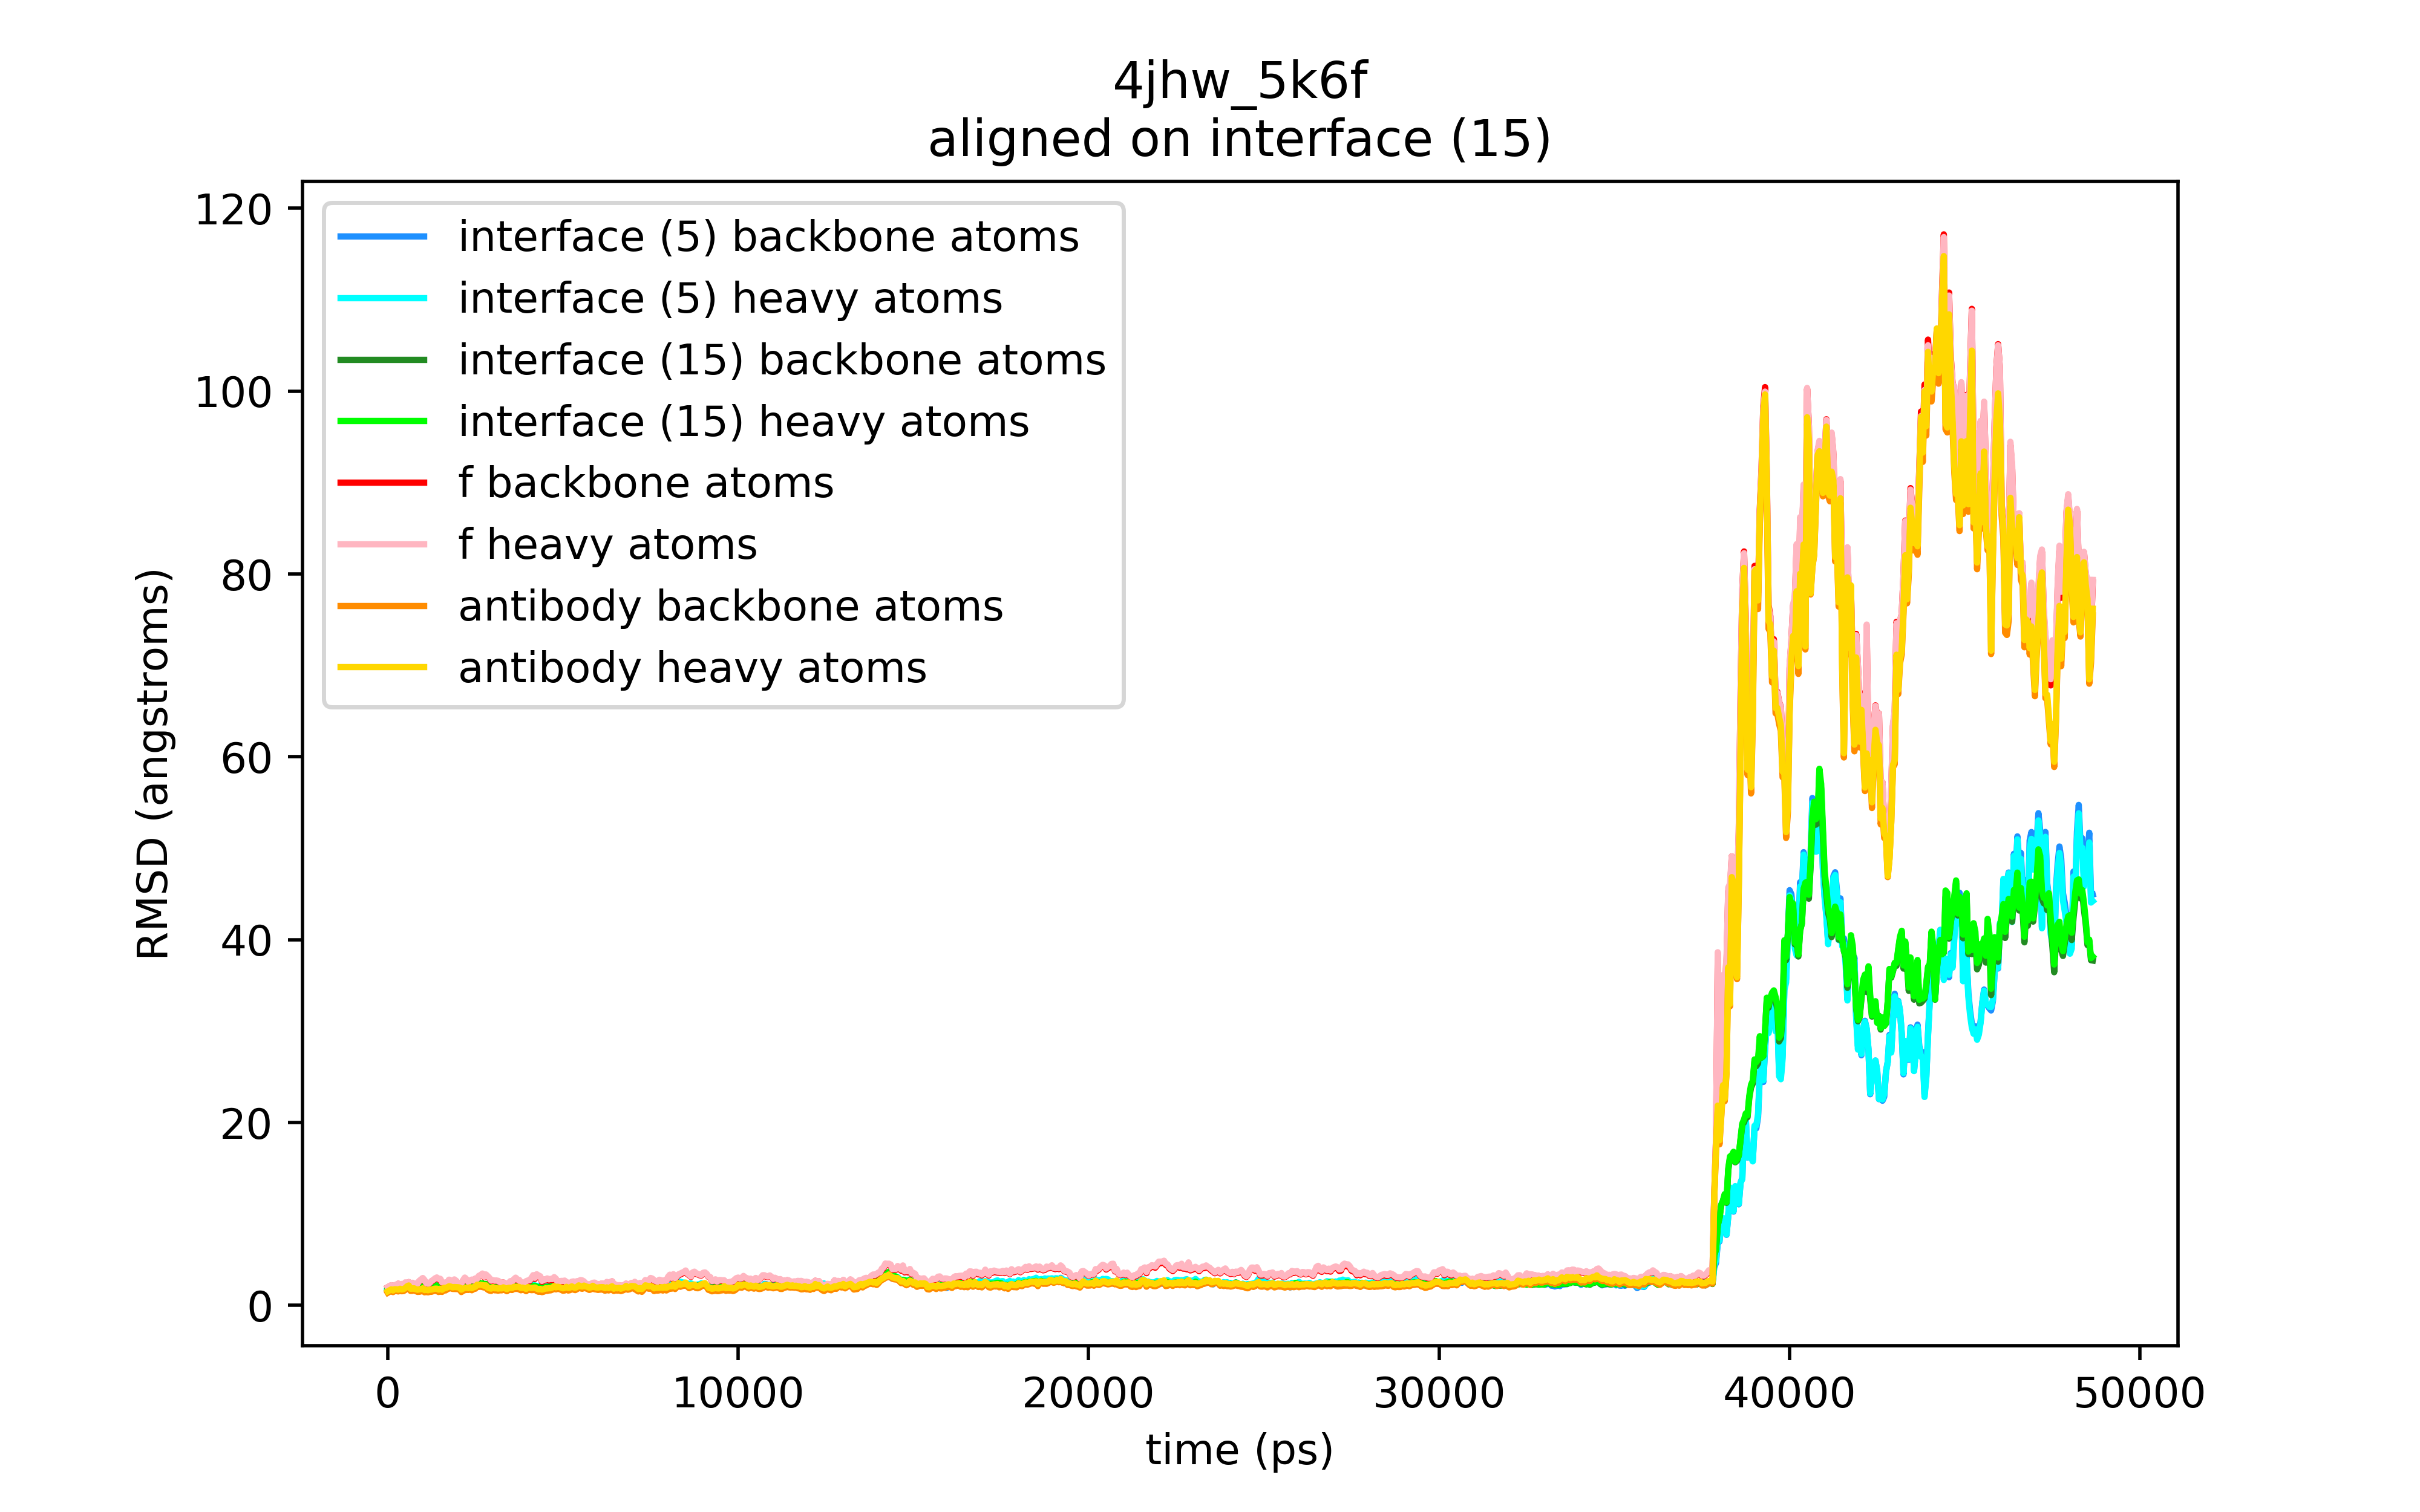 4jhw_5k6f
aligned on interface (15)
120
100
80
60
40
20
0
RMSD (angstroms)
interface (5) backbone atoms
interface (5) heavy atoms
interface (15) backbone atoms
interface (15) heavy atoms
f backbone atoms
f heavy atoms
antibody backbone atoms
antibody heavy atoms
0 10000 20000 30000 40000 50000
time (ps)